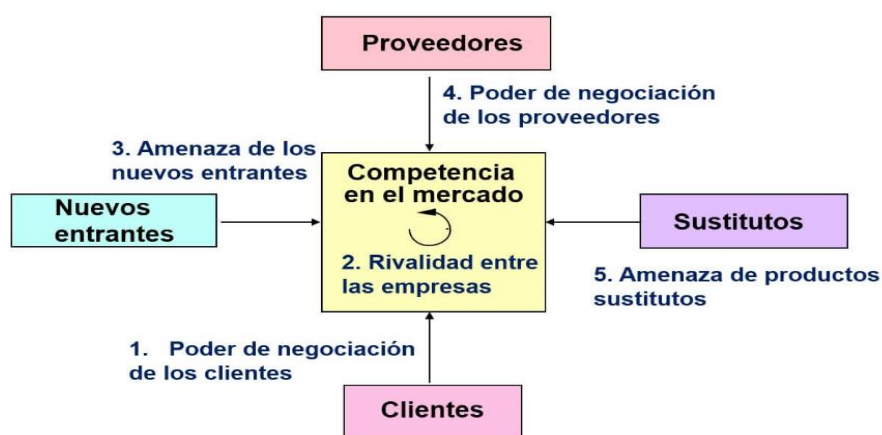 Proveedores
4. Poder de negociación
de los proveedores
3. Amenaza de los
nuevos entrantes
Competencia
en el mercado
Nuevos
entrantes
Sustitutos
2. Rivalidad entre
las empresas
5. Amenaza de productos
sustitutos
1. Poder de negociación
de los clientes
Clientes